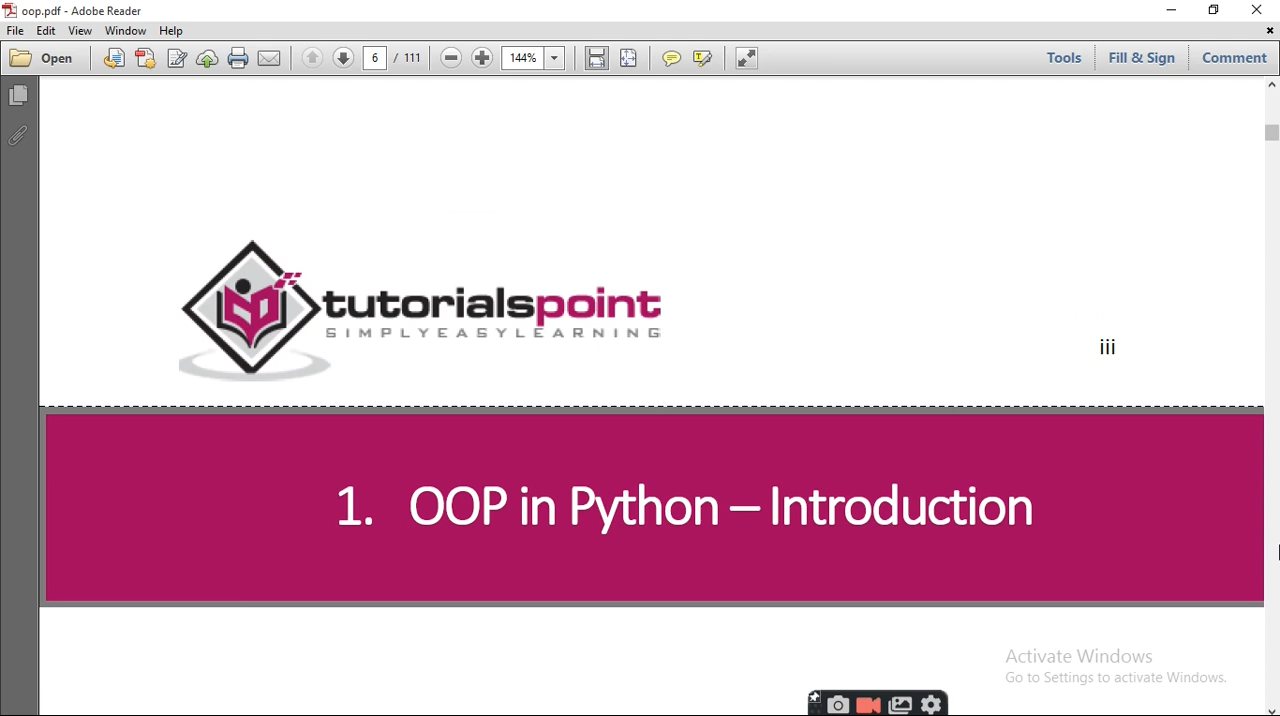 oop.pdf - Adobe Reader
File Edit View Window Help
Open 6 / 111 144% Tools Fill & Sign Comment
tutorialspoint
SIMPLYEASYLEARNING
iii
1. OOP in Python – Introduction
Activate Windows
Go to Settings to activate Windows.